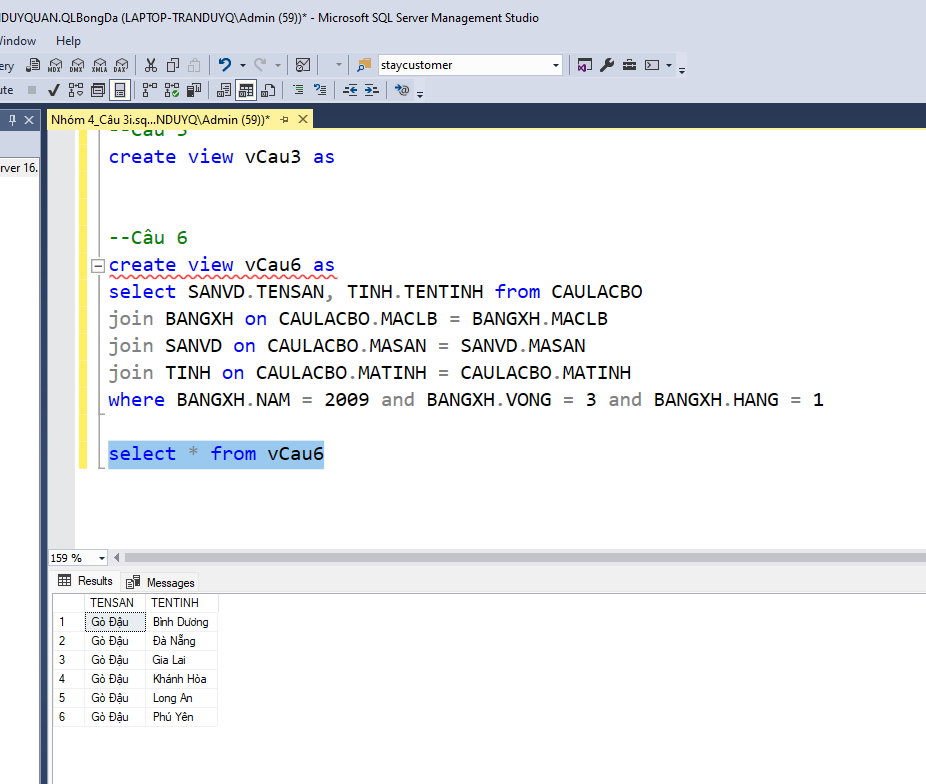 NDUYQUAN.QLBongDa (LAPTOP-TRANDUYQ\Admin (59))* - Microsoft SQL Server Management Studio
Window Help
ery MDX DMX XMLA DAX staycustomer
ute
Nhóm 4_Câu 3i.sq...NDUYQ\Admin (59))*
rver 16.
create view vCau3 as
--Câu 6
create view vCau6 as
select SANVD.TENSAN, TINH.TENTINH from CAULACBO
join BANGXH on CAULACBO.MACLB = BANGXH.MACLB
join SANVD on CAULACBO.MASAN = SANVD.MASAN
join TINH on CAULACBO.MATINH = CAULACBO.MATINH
where BANGXH.NAM = 2009 and BANGXH.VONG = 3 and BANGXH.HANG = 1
select * from vCau6
159 %
Results Messages
TENSAN TENTINH
1 Gò Đậu Bình Dương
2 Gò Đậu Đà Nẵng
3 Gò Đậu Gia Lai
4 Gò Đậu Khánh Hòa
5 Gò Đậu Long An
6 Gò Đậu Phú Yên